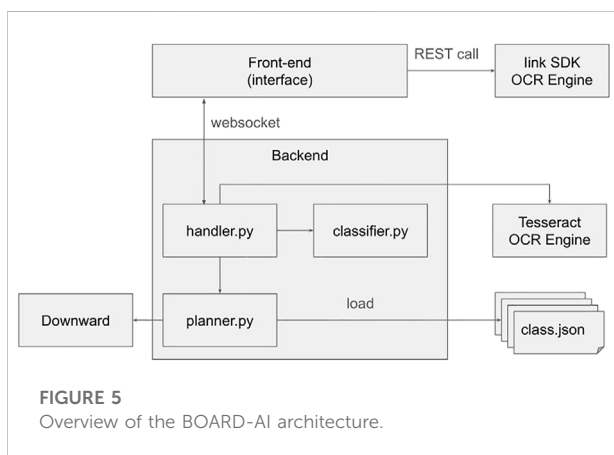 Front-end
(interface)
REST call
Iink SDK
OCR Engine
websocket
Backend
handler.py
classifier.py
Tesseract
OCR Engine
Downward
planner.py
load
class.json
FIGURE 5
Overview of the BOARD-AI architecture.